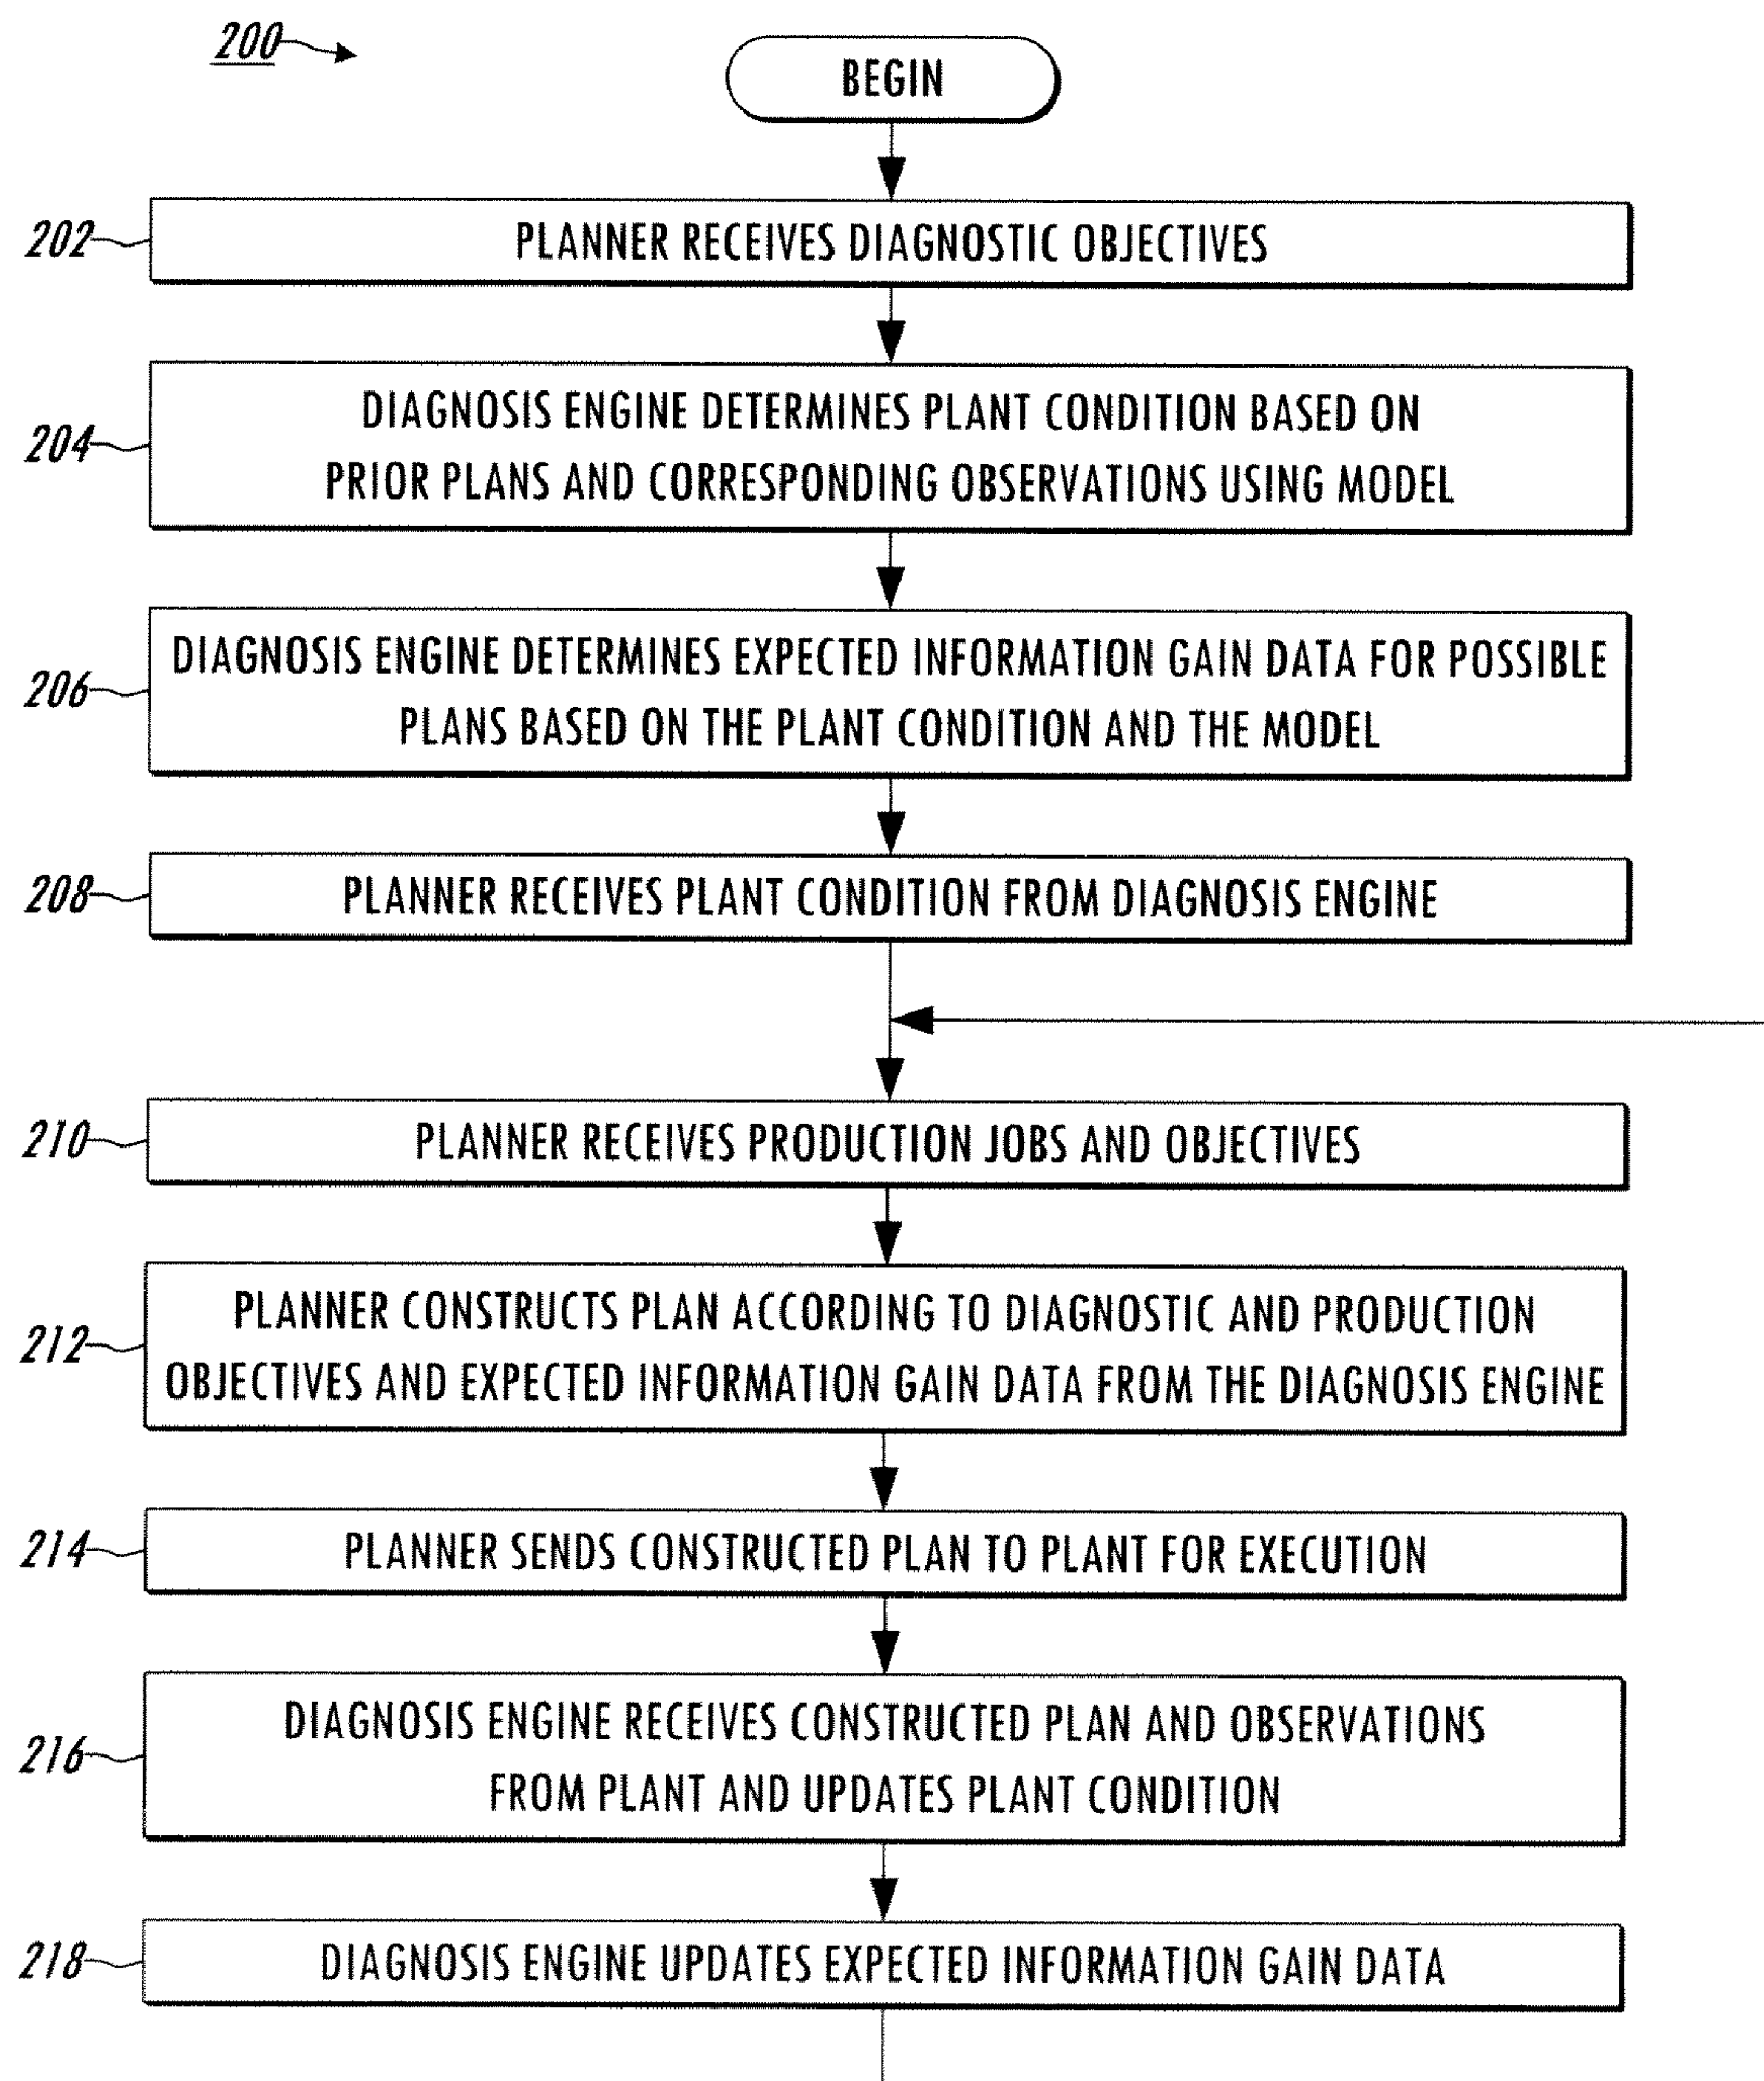 200
BEGIN
202
PLANNER RECEIVES DIAGNOSTIC OBJECTIVES
204
DIAGNOSIS ENGINE DETERMINES PLANT CONDITION BASED ON
PRIOR PLANS AND CORRESPONDING OBSERVATIONS USING MODEL
206
DIAGNOSIS ENGINE DETERMINES EXPECTED INFORMATION GAIN DATA FOR POSSIBLE
PLANS BASED ON THE PLANT CONDITION AND THE MODEL
208
PLANNER RECEIVES PLANT CONDITION FROM DIAGNOSIS ENGINE
210
PLANNER RECEIVES PRODUCTION JOBS AND OBJECTIVES
212
PLANNER CONSTRUCTS PLAN ACCORDING TO DIAGNOSTIC AND PRODUCTION
OBJECTIVES AND EXPECTED INFORMATION GAIN DATA FROM THE DIAGNOSIS ENGINE
214
PLANNER SENDS CONSTRUCTED PLAN TO PLANT FOR EXECUTION
216
DIAGNOSIS ENGINE RECEIVES CONSTRUCTED PLAN AND OBSERVATIONS
FROM PLANT AND UPDATES PLANT CONDITION
218
DIAGNOSIS ENGINE UPDATES EXPECTED INFORMATION GAIN DATA